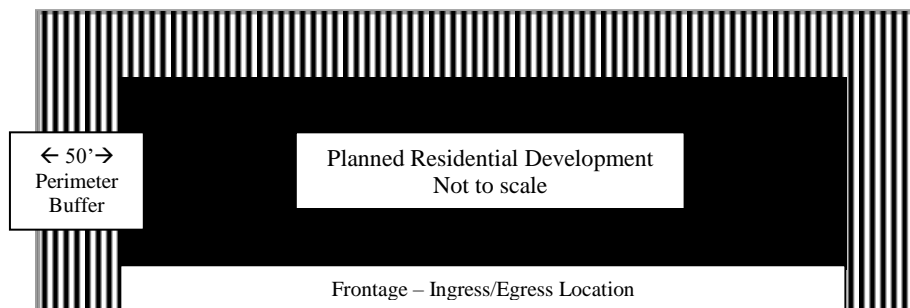 ← 50’→
Perimeter
Buffer
Planned Residential Development
Not to scale
Frontage – Ingress/Egress Location